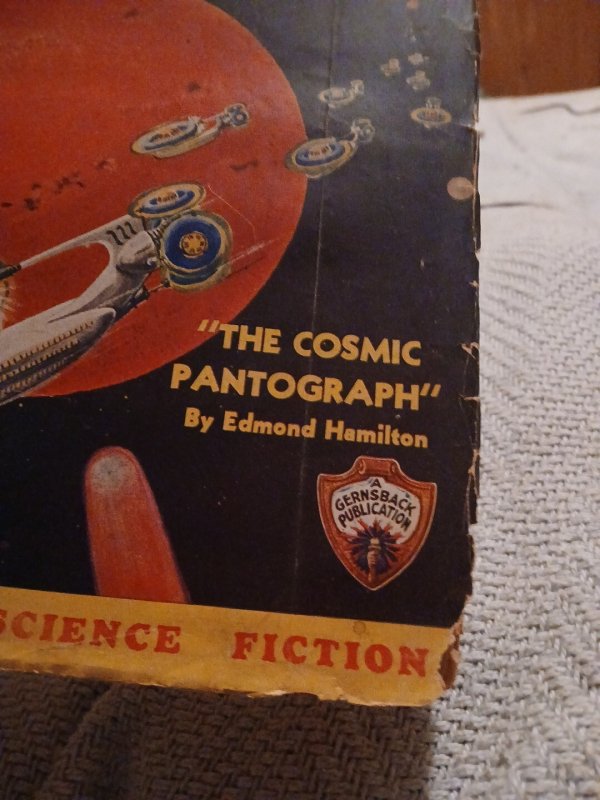 "THE COSMIC
PANTOGRAPH"
By Edmond Hamilton
A
GERNSBACK
PUBLICATION
SCIENCE FICTION